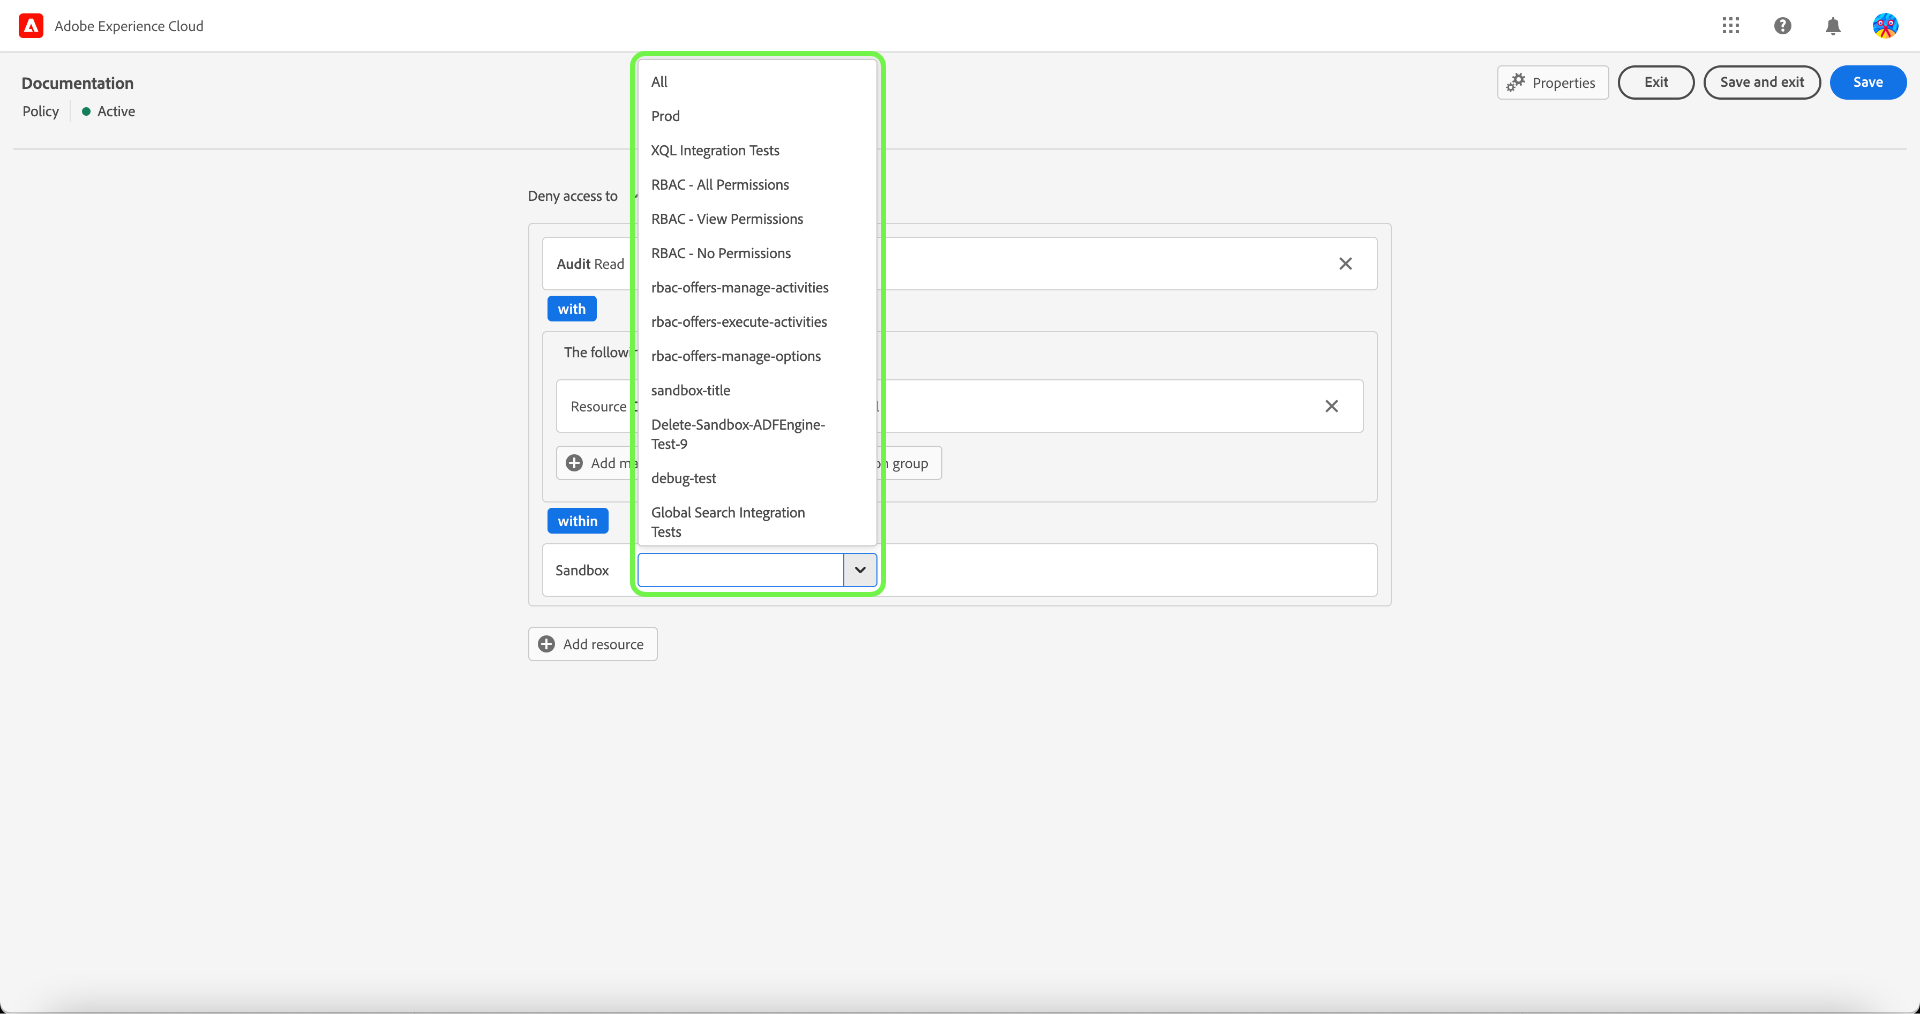 Adobe Experience Cloud
Documentation
Policy
Active
Properties
Exit
Save and exit
Save
All
Prod
XQL Integration Tests
RBAC - All Permissions
RBAC - View Permissions
RBAC - No Permissions
rbac-offers-manage-activities
rbac-offers-execute-activities
rbac-offers-manage-options
sandbox-title
Delete-Sandbox-ADFEngine-
Test-9
debug-test
Global Search Integration
Tests
Deny access to
Audit Read
with
The
Resource
Add
group
within
Sandbox
Add resource